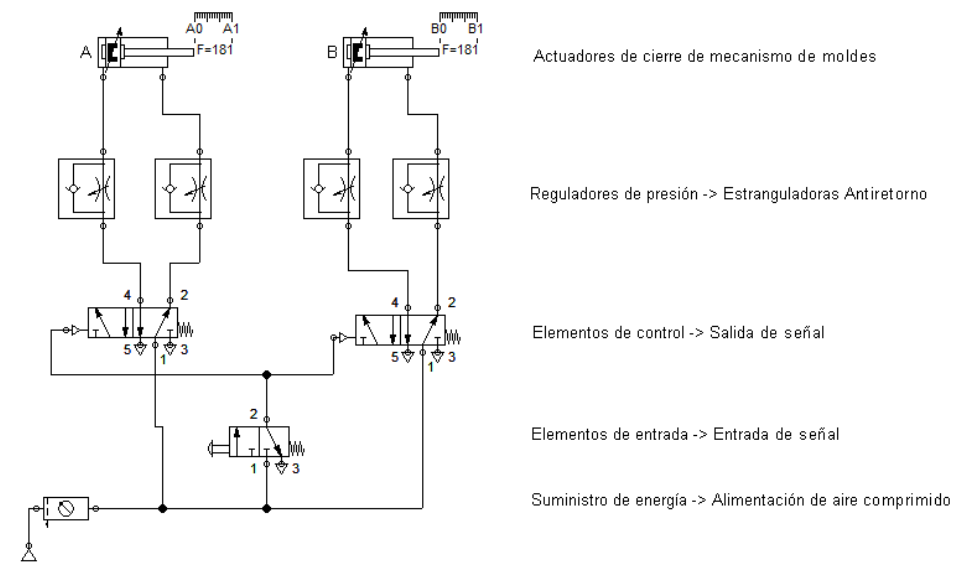 A0 A1
B0 B1
A
F=181
B
F=181
Actuadores de cierre de mecanismo de moldes
Reguladores de presión -> Estranguladoras Antiretorno
4 2
4 2
5 1 3
5 1 3
Elementos de control -> Salida de señal
2
1 3
Elementos de entrada -> Entrada de señal
Suministro de energía -> Alimentación de aire comprimido